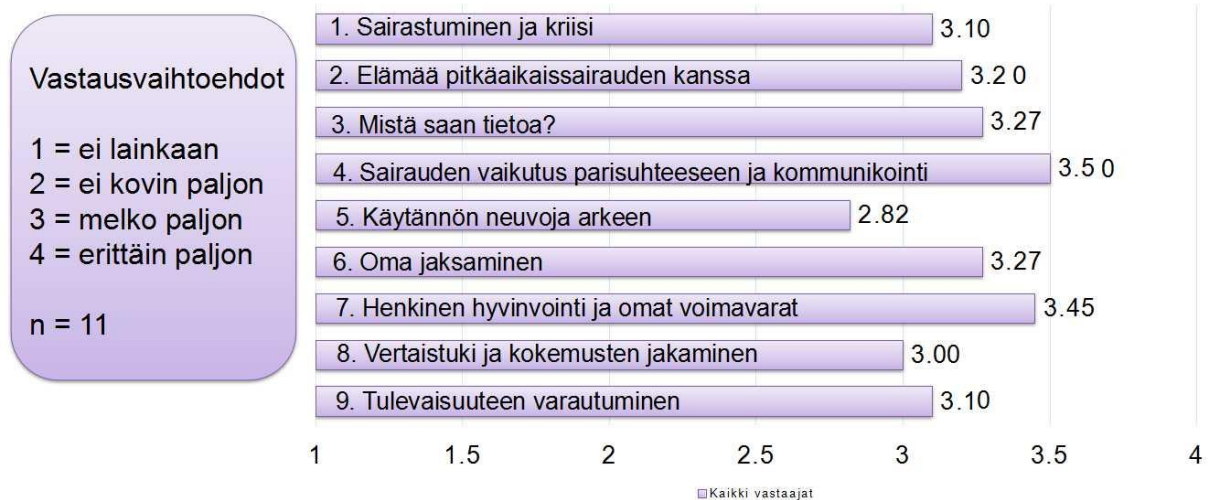 Vastausvaihtoehdot
1 = ei lainkaan
2 = ei kovin paljon
3 = melko paljon
4 = erittäin paljon
n = 11
1. Sairastuminen ja kriisi 3.10
2. Elämää pitkäaikaissairauden kanssa 3.2 0
3. Mistä saan tietoa? 3.27
4. Sairauden vaikutus parisuhteeseen ja kommunikointi 3.5 0
5. Käytännön neuvoja arkeen 2.82
6. Oma jaksaminen 3.27
7. Henkinen hyvinvointi ja omat voimavarat 3.45
8. Vertaistuki ja kokemusten jakaminen 3.00
9. Tulevaisuuteen varautuminen 3.10
1 1.5 2 2.5 3 3.5 4
Kaikki vastaajat